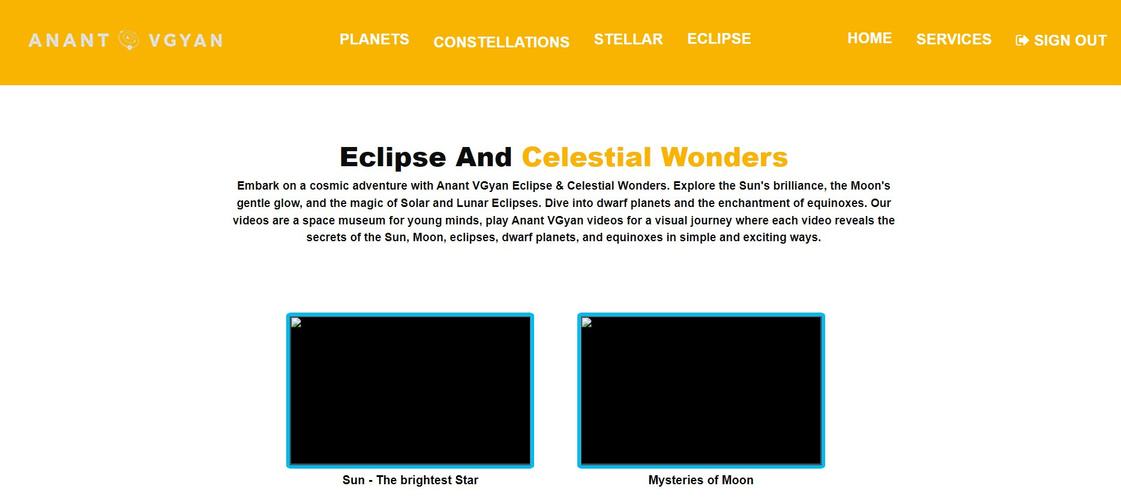 ANANT VGYAN
PLANETS CONSTELLATIONS STELLAR ECLIPSE
HOME SERVICES SIGN OUT
Eclipse And Celestial Wonders
Embark on a cosmic adventure with Anant VGyan Eclipse & Celestial Wonders. Explore the Sun's brilliance, the Moon's
gentle glow, and the magic of Solar and Lunar Eclipses. Dive into dwarf planets and the enchantment of equinoxes. Our
videos are a space museum for young minds, play Anant VGyan videos for a visual journey where each video reveals the
secrets of the Sun, Moon, eclipses, dwarf planets, and equinoxes in simple and exciting ways.
Sun - The brightest Star
Mysteries of Moon